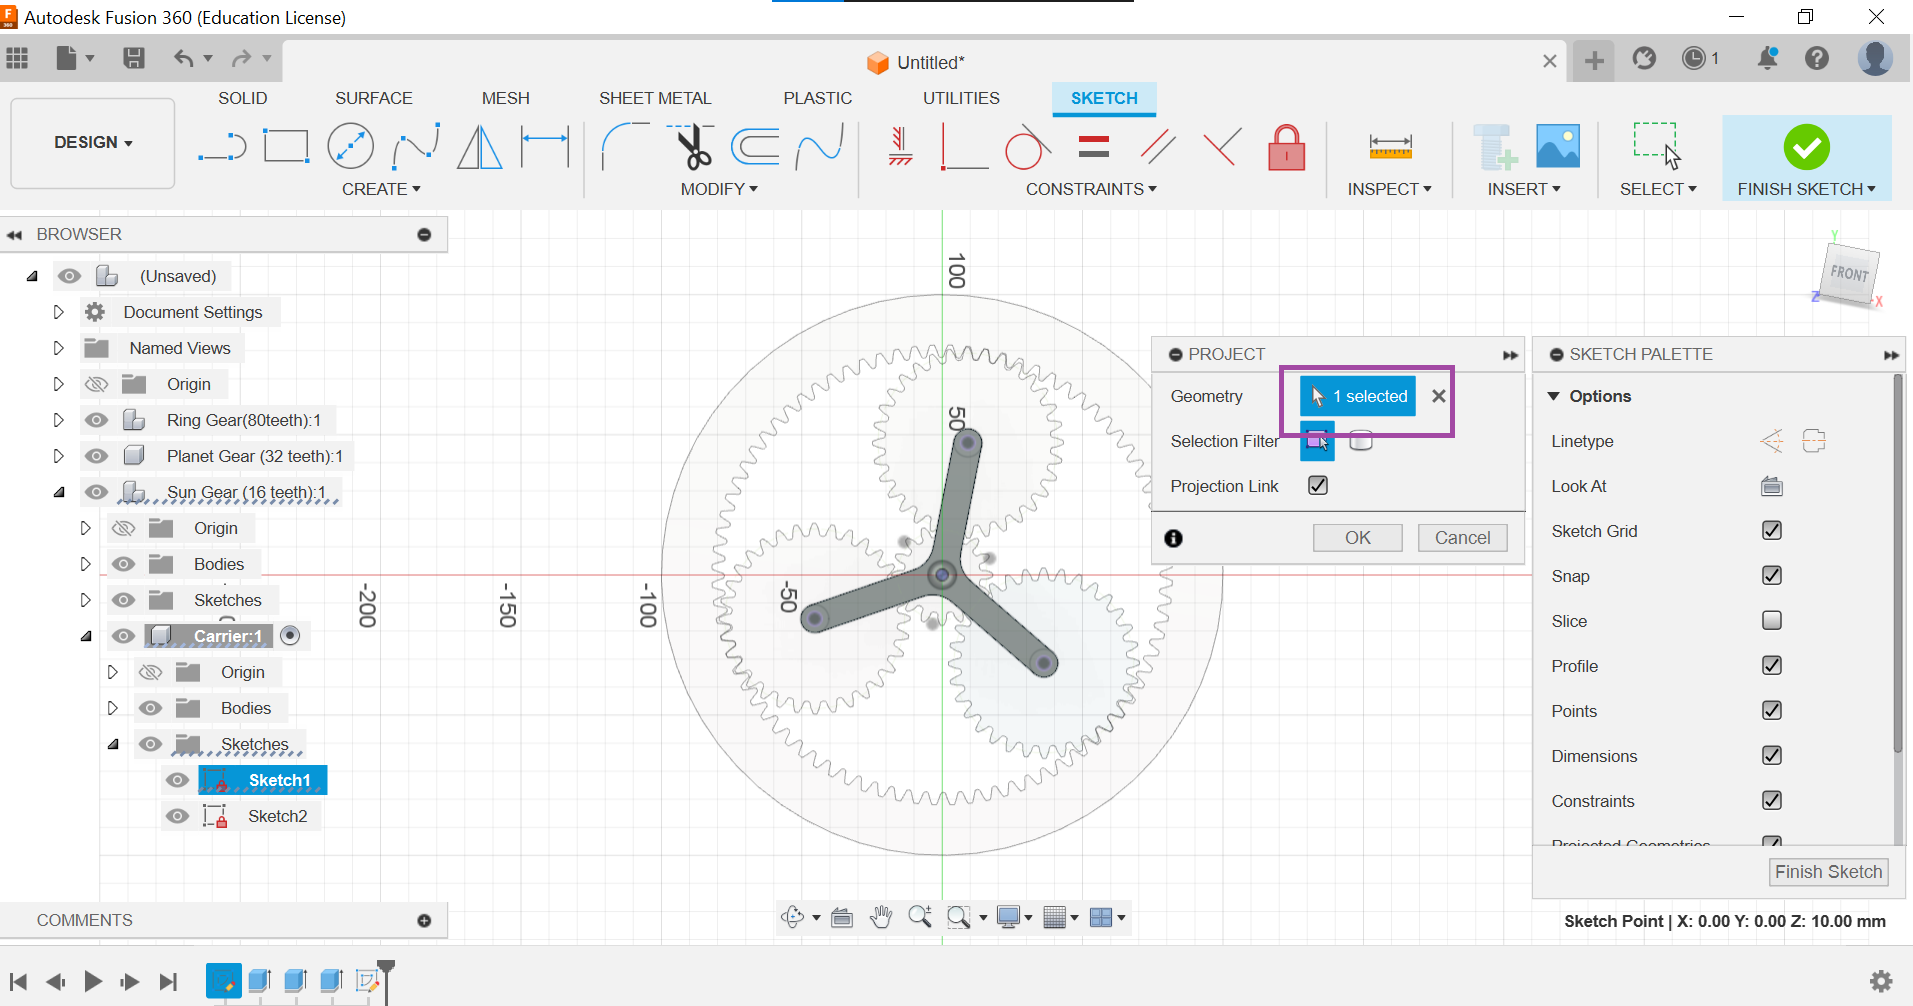 Autodesk Fusion 360 (Education License)
Untitled*
1
SOLID SURFACE MESH SHEET METAL PLASTIC UTILITIES SKETCH
DESIGN
CREATE MODIFY CONSTRAINTS INSPECT INSERT SELECT FINISH SKETCH
BROWSER
(Unsaved)
Document Settings
Named Views
Origin
Ring Gear(80teeth):1
Planet Gear (32 teeth):1
Sun Gear (16 teeth):1
Origin
Bodies
Sketches
Carrier:1
Origin
Bodies
Sketches
Sketch1
Sketch2
COMMENTS
100
50
-50
-100
-150
-200
Y
FRONT
Z
X
PROJECT
Geometry 1 selected
Selection Filter
Projection Link
OK Cancel
SKETCH PALETTE
Options
Linetype
Look At
Sketch Grid
Snap
Slice
Profile
Points
Dimensions
Constraints
Projected Geometries
Finish Sketch
Sketch Point | X: 0.00 Y: 0.00 Z: 10.00 mm